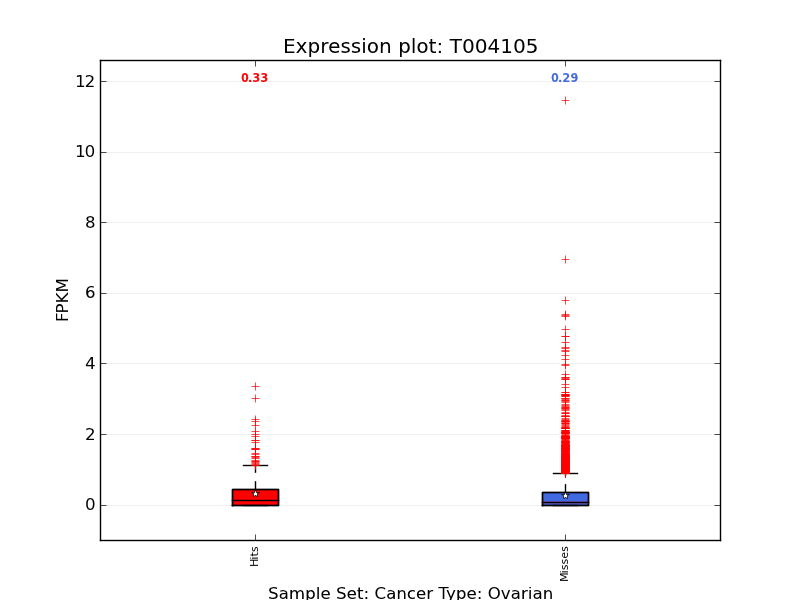 Expression plot: T004105
0.33 0.29
12
10
8
6
4
2
0
FPKM
Hits Misses
Sample Set: Cancer Type: Ovarian